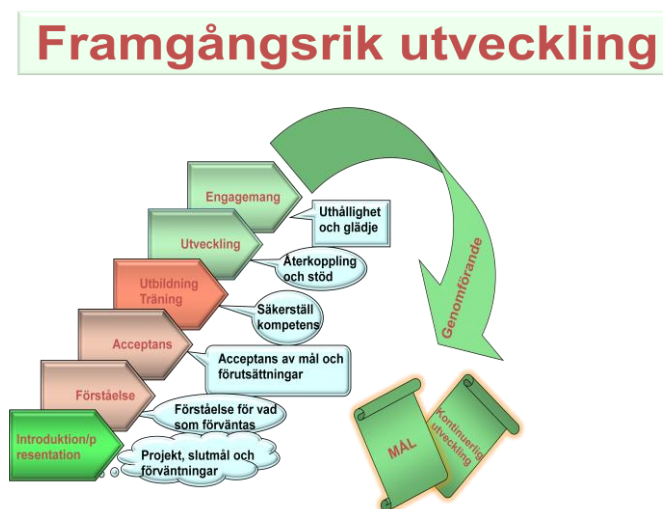 Framgångsrik utveckling
Engagemang
Uthållighet
och glädje
Utveckling
Återkoppling
och stöd
Utbildning
Träning
Säkerställ
kompetens
Acceptans
Acceptans av mål och
förutsättningar
Förståelse
Förståelse för vad
som förväntas
Introduktion/p
resentation
Projekt, slutmål och
förväntningar
Genomförande
MÅL
Kontinuerlig
utveckling